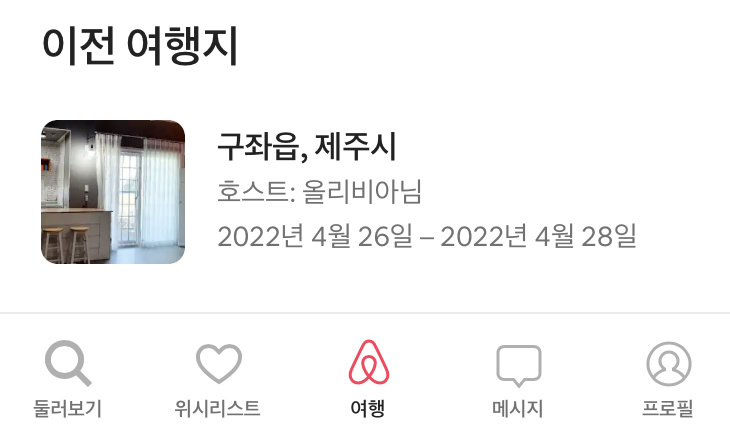 이전 여행지
구좌읍, 제주시
호스트: 올리비아님
2022년 4월 26일 – 2022년 4월 28일
둘러보기
위시리스트
여행
메시지
프로필